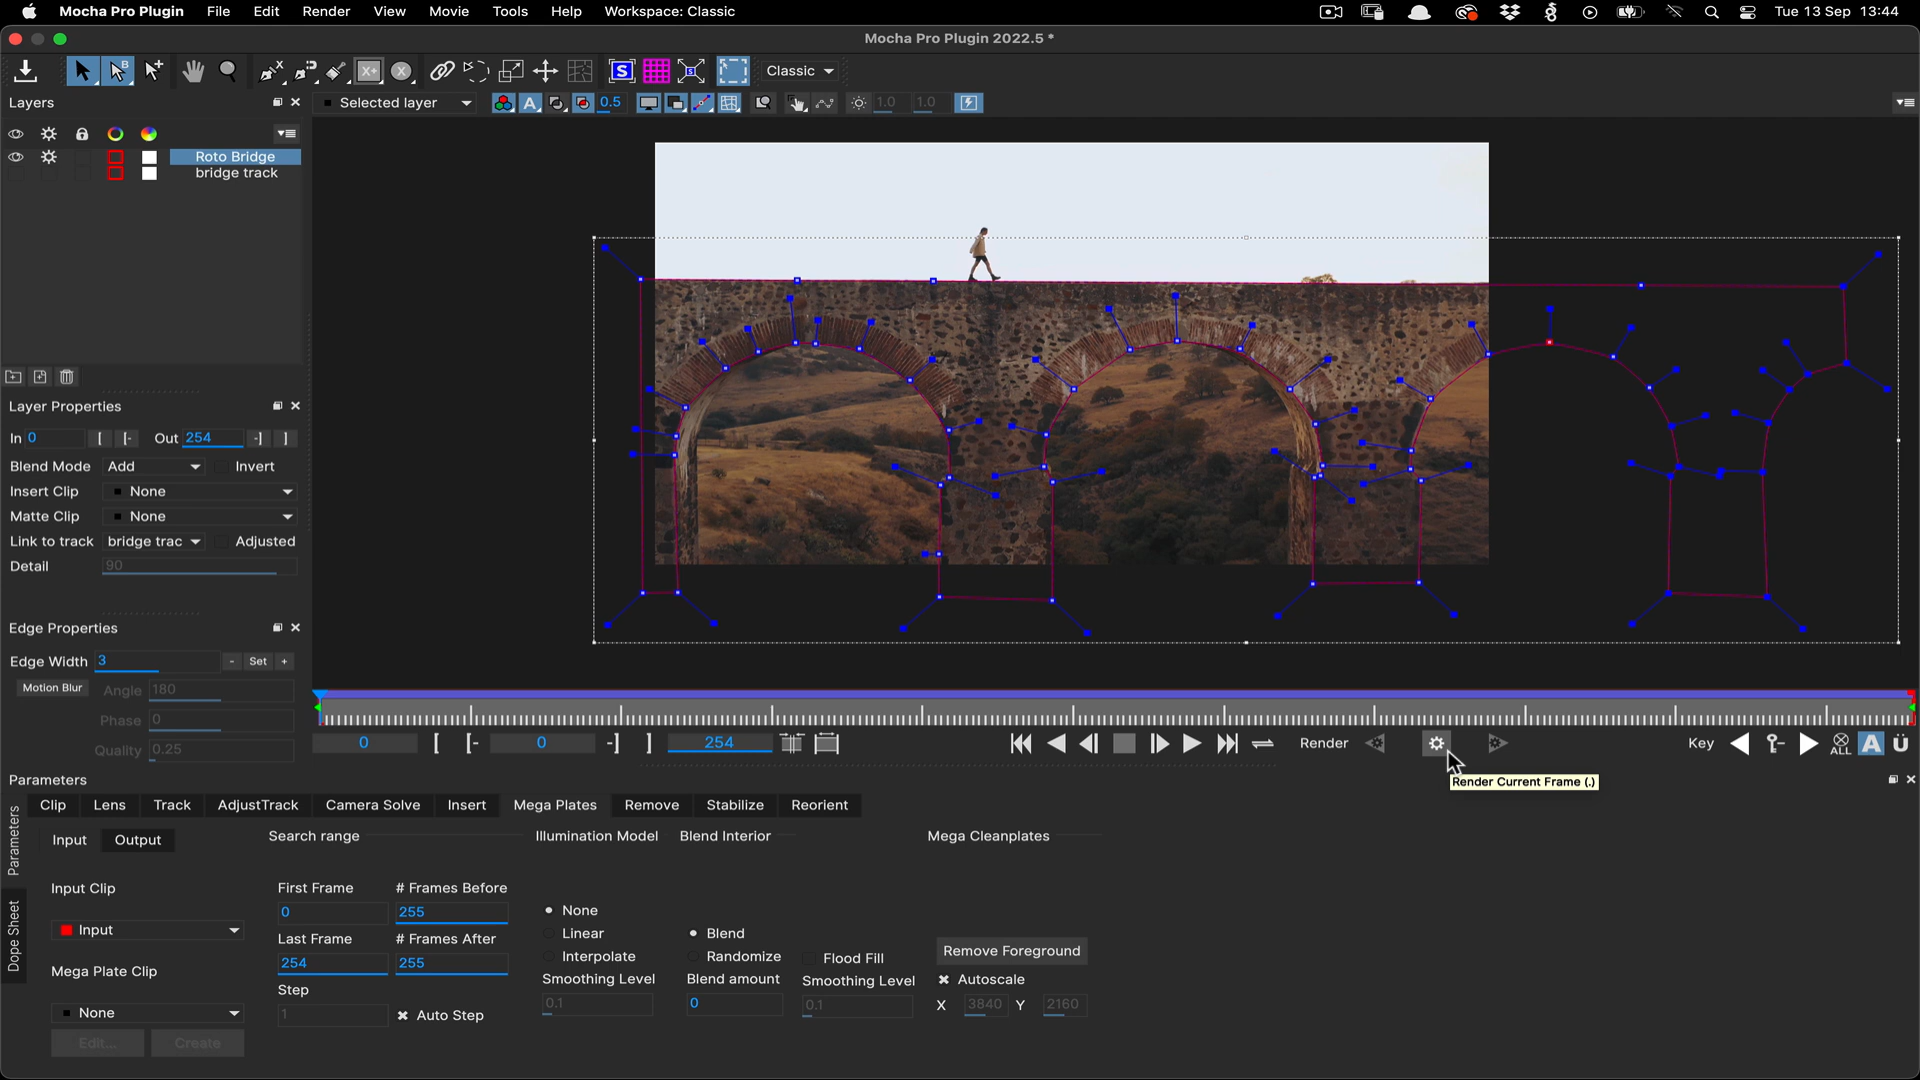 Mocha Pro Plugin File Edit Render View Movie Tools Help Workspace: Classic Tue 13 Sep 13:44
Mocha Pro Plugin 2022.5 *
B S Classic
Layers Selected layer A 0.5 1.0 1.0
Roto Bridge
bridge track
Layer Properties
In 0 [ [- Out 254 -] ]
Blend Mode Add Invert
Insert Clip None
Matte Clip None
Link to track bridge trac Adjusted
Detail 90
Edge Properties
Edge Width 3 - Set +
Motion Blur Angle 180
Phase 0
Quality 0.25
0 [ [- 0 -] ] 254 Render Key ALL A Ü
Render Current Frame (.)
Parameters
Clip Lens Track AdjustTrack Camera Solve Insert Mega Plates Remove Stabilize Reorient
Parameters
Dope Sheet
Input Output Search range Illumination Model Blend Interior Mega Cleanplates
Input Clip First Frame # Frames Before
0 255 None
Input Last Frame # Frames After Linear Blend
254 255 Interpolate Randomize Flood Fill Remove Foreground
Mega Plate Clip Step Smoothing Level Blend amount Smoothing Level Autoscale
None 1 Auto Step 0.1 0 0.1 X 3840 Y 2160
Edit... Create